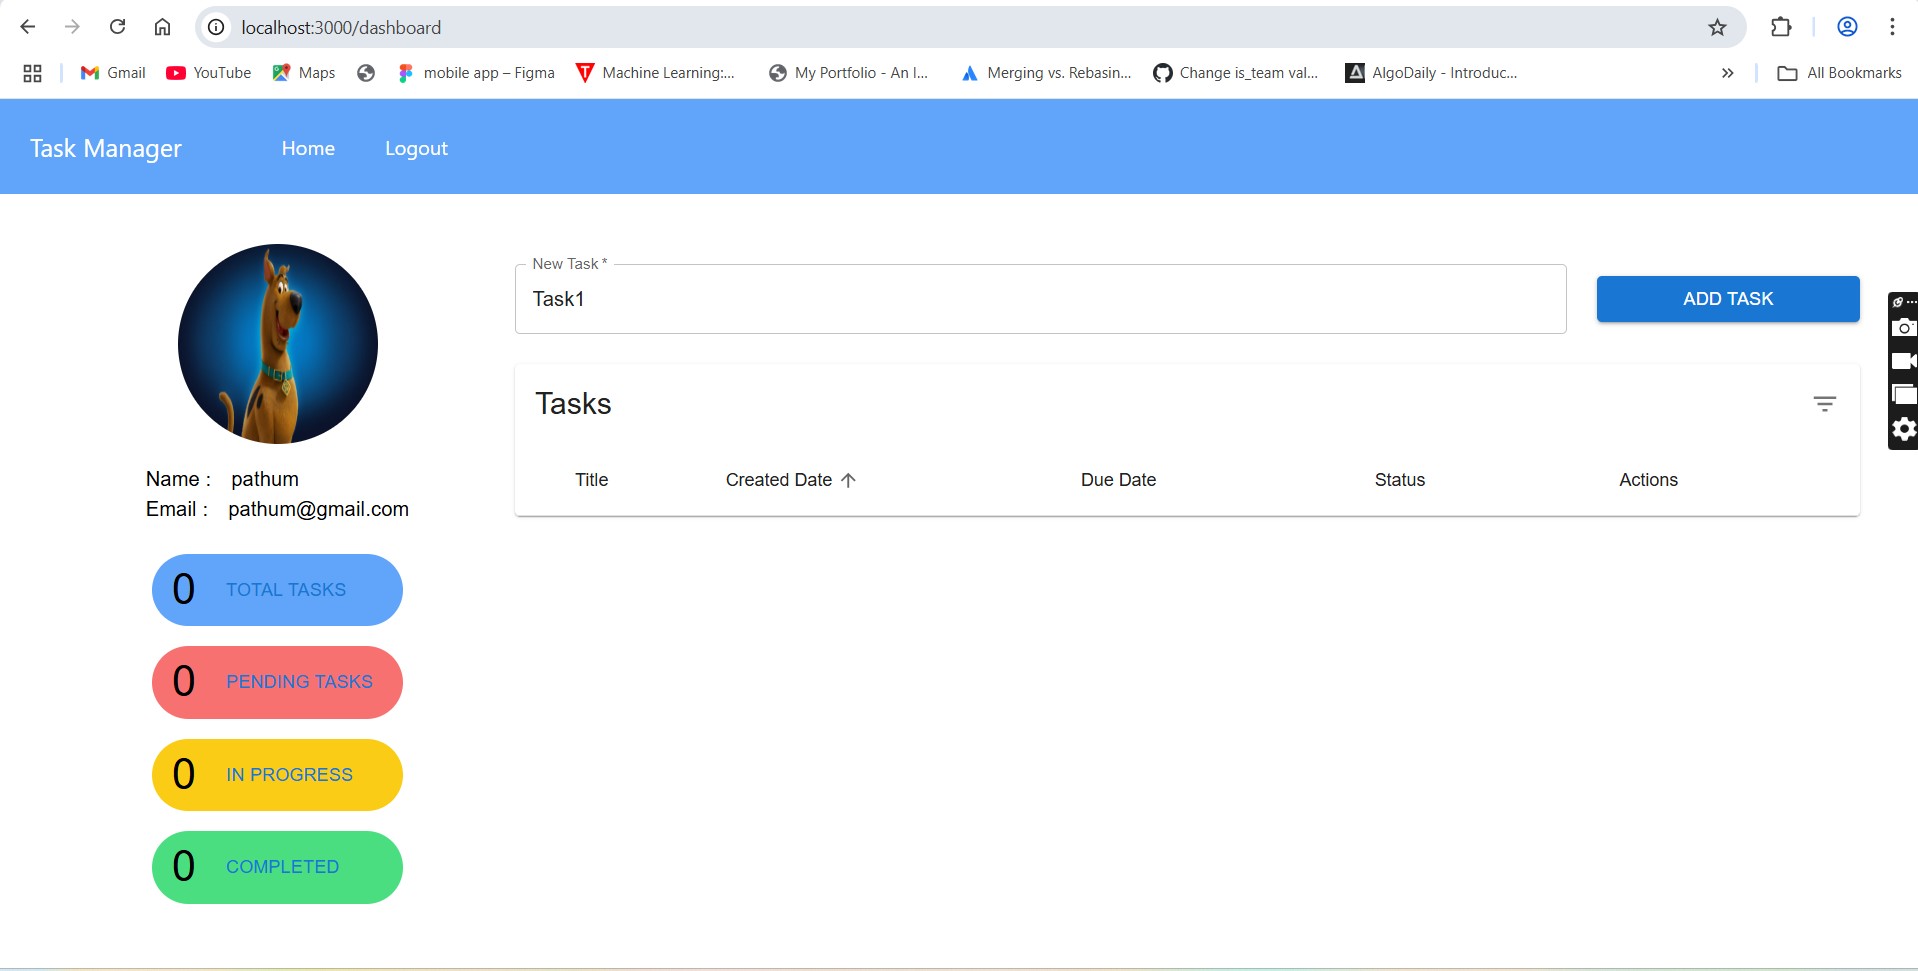 localhost:3000/dashboard
Gmail YouTube Maps mobile app – Figma Machine Learning:... My Portfolio - An I... Merging vs. Rebasin... Change is_team val... AlgoDaily - Introduc... All Bookmarks
Task Manager Home Logout
New Task *
Task1
ADD TASK
Tasks
Title Created Date Due Date Status Actions
Name : pathum
Email : pathum@gmail.com
0 TOTAL TASKS
0 PENDING TASKS
0 IN PROGRESS
0 COMPLETED